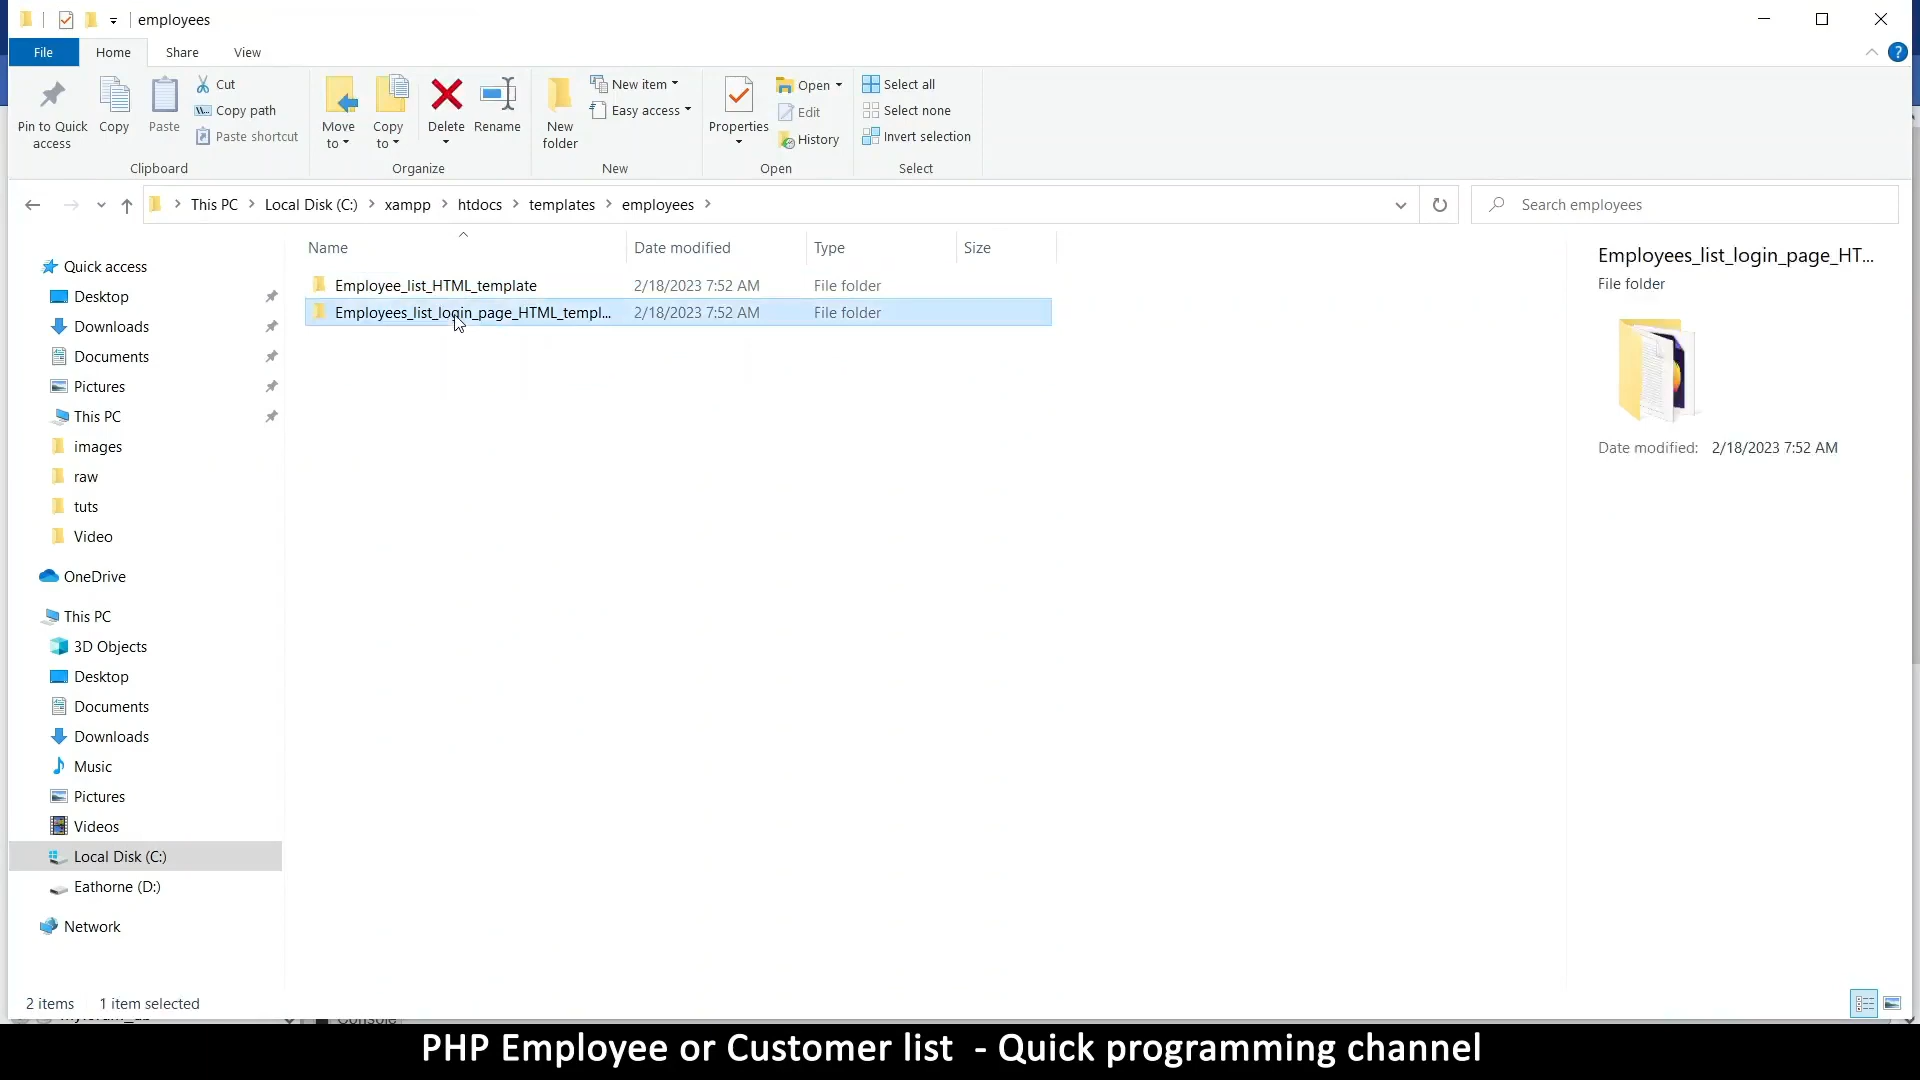 employees
File
Home
Share
View
Pin to Quick access
Copy
Paste
Cut
Copy path
Paste shortcut
Clipboard
Move to
Copy to
Delete
Rename
Organize
New folder
New item
Easy access
New
Properties
Open
Edit
History
Open
Select all
Select none
Invert selection
Select
This PC > Local Disk (C:) > xampp > htdocs > templates > employees >
Search employees
Name
Date modified
Type
Size
Employee_list_HTML_template 2/18/2023 7:52 AM File folder
Employees_list_login_page_HTML_templ... 2/18/2023 7:52 AM File folder
Quick access
Desktop
Downloads
Documents
Pictures
This PC
images
raw
tuts
Video
OneDrive
This PC
3D Objects
Desktop
Documents
Downloads
Music
Pictures
Videos
Local Disk (C:)
Eathorne (D:)
Network
Employees_list_login_page_HT...
File folder
Date modified: 2/18/2023 7:52 AM
2 items 1 item selected
Console
PHP Employee or Customer list - Quick programming channel